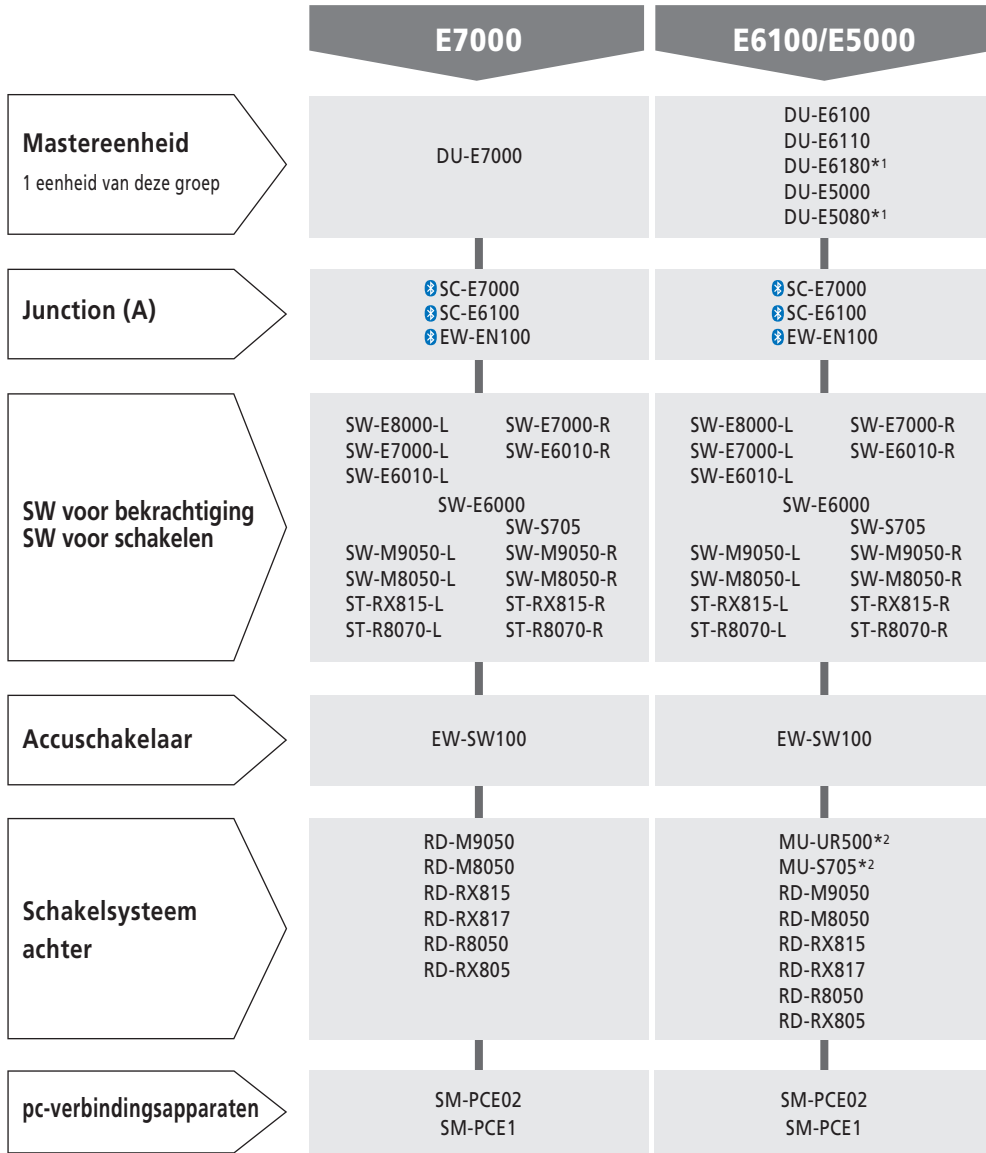 E7000
E6100/E5000
Mastereenheid
1 eenheid van deze groep
DU-E7000
DU-E6100
DU-E6110
DU-E6180*1
DU-E5000
DU-E5080*1
Junction (A)
SC-E7000
SC-E6100
EW-EN100
SC-E7000
SC-E6100
EW-EN100
SW voor bekrachtiging
SW voor schakelen
SW-E8000-L SW-E7000-R
SW-E7000-L SW-E6010-R
SW-E6010-L
SW-E6000
SW-S705
SW-M9050-L SW-M9050-R
SW-M8050-L SW-M8050-R
ST-RX815-L ST-RX815-R
ST-R8070-L ST-R8070-R
SW-E8000-L SW-E7000-R
SW-E7000-L SW-E6010-R
SW-E6010-L
SW-E6000
SW-S705
SW-M9050-L SW-M9050-R
SW-M8050-L SW-M8050-R
ST-RX815-L ST-RX815-R
ST-R8070-L ST-R8070-R
Accuschakelaar
EW-SW100
EW-SW100
Schakelsysteem
achter
RD-M9050
RD-M8050
RD-RX815
RD-RX817
RD-R8050
RD-RX805
MU-UR500*2
MU-S705*2
RD-M9050
RD-M8050
RD-RX815
RD-RX817
RD-R8050
RD-RX805
pc-verbindingsapparaten
SM-PCE02
SM-PCE1
SM-PCE02
SM-PCE1